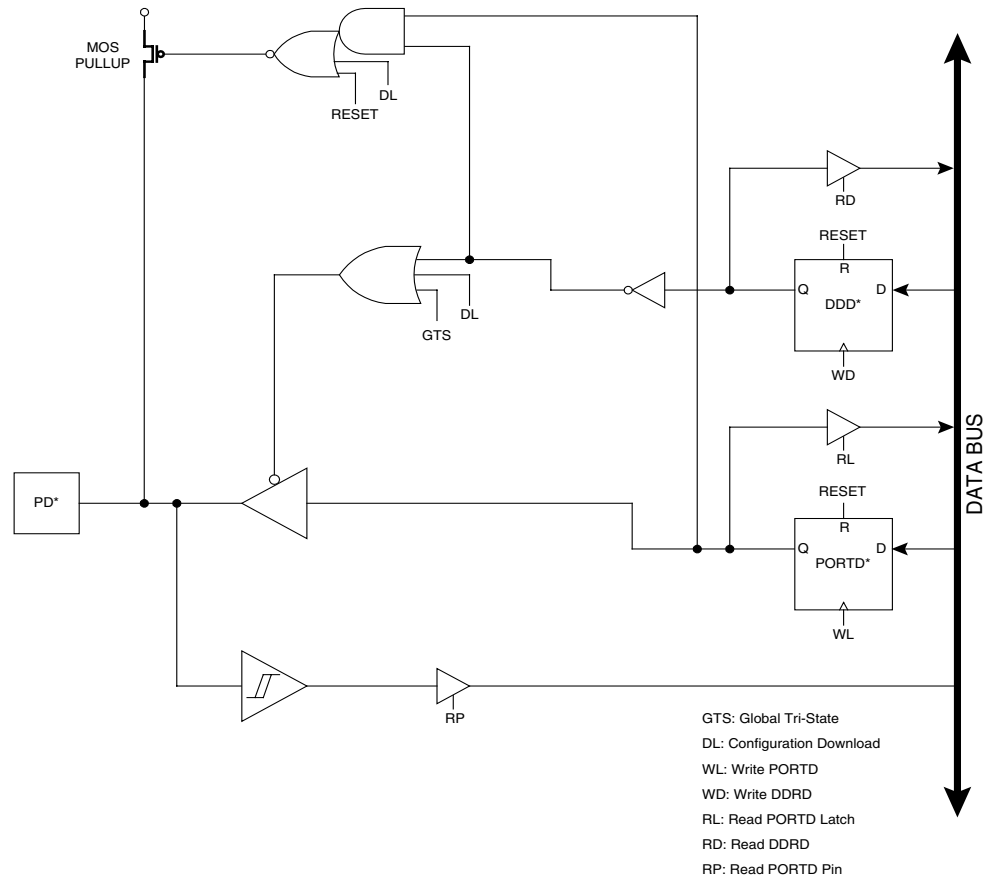 MOS
PULLUP
DL
RESET
RD
RESET
R
Q
DDD*
D
DL
GTS
WD
RL
DATA BUS
PD*
RESET
R
Q
D
PORTD*
WL
RP
GTS: Global Tri-State
DL: Configuration Download
WL: Write PORTD
WD: Write DDRD
RL: Read PORTD Latch
RD: Read DDRD
RP: Read PORTD Pin